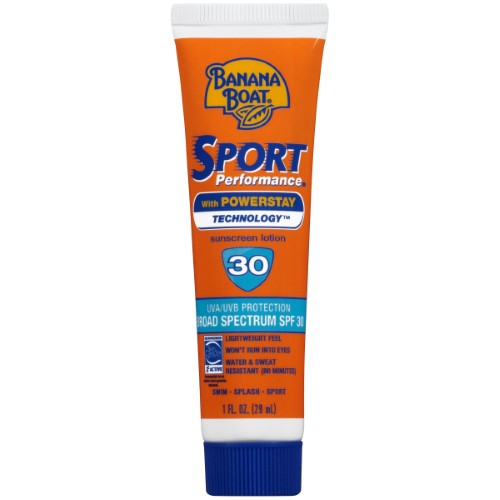 BANANA
BOAT®
SPORT
Performance®
With POWERSTAY
TECHNOLOGY™
sunscreen lotion
30
UVA/UVB PROTECTION
BROAD SPECTRUM SPF 30
LIGHTWEIGHT FEEL
WON'T RUN INTO EYES
WATER & SWEAT
RESISTANT (80 MINUTES)
SWIM - SPLASH - SPORT
1 FL. OZ. (29 mL)